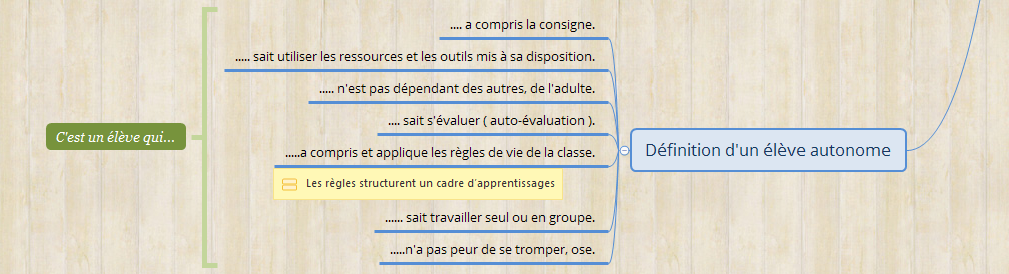 C'est un élève qui...
.... a compris la consigne.
..... sait utiliser les ressources et les outils mis à sa disposition.
..... n'est pas dépendant des autres, de l'adulte.
.... sait s'évaluer ( auto-évaluation ).
.....a compris et applique les règles de vie de la classe.
Les règles structurent un cadre d'apprentissages
...... sait travailler seul ou en groupe.
.....n'a pas peur de se tromper, ose.
Définition d'un élève autonome